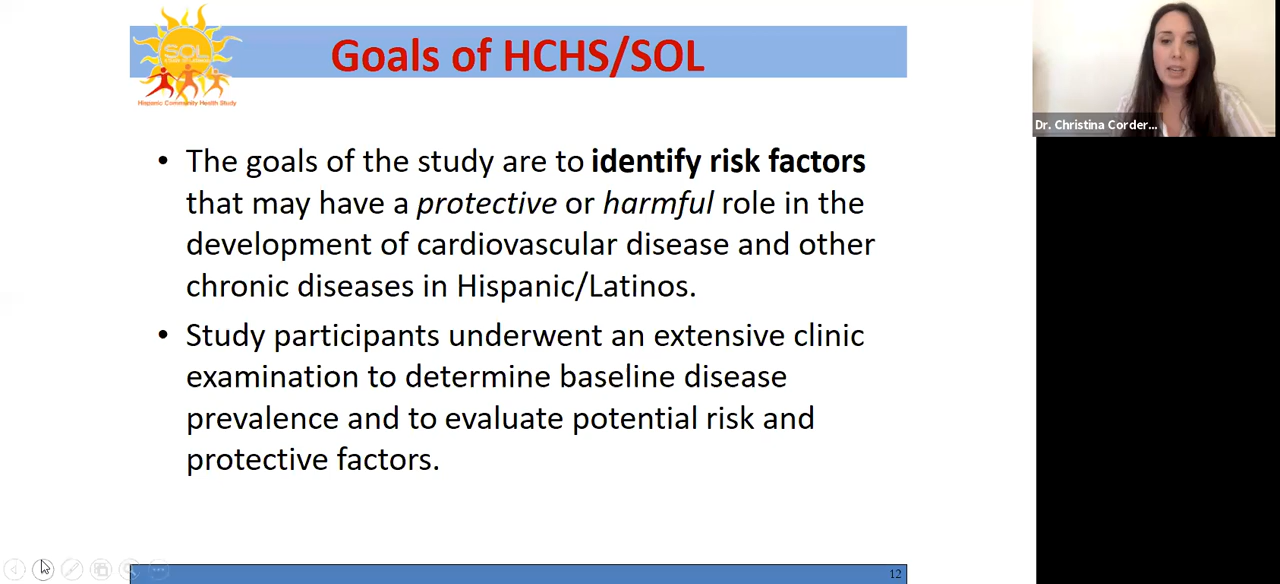 SOL
Hispanic Community Health Study
Goals of HCHS/SOL
Dr. Christina Corder...
• The goals of the study are to identify risk factors
that may have a protective or harmful role in the
development of cardiovascular disease and other
chronic diseases in Hispanic/Latinos.
• Study participants underwent an extensive clinic
examination to determine baseline disease
prevalence and to evaluate potential risk and
protective factors.
12